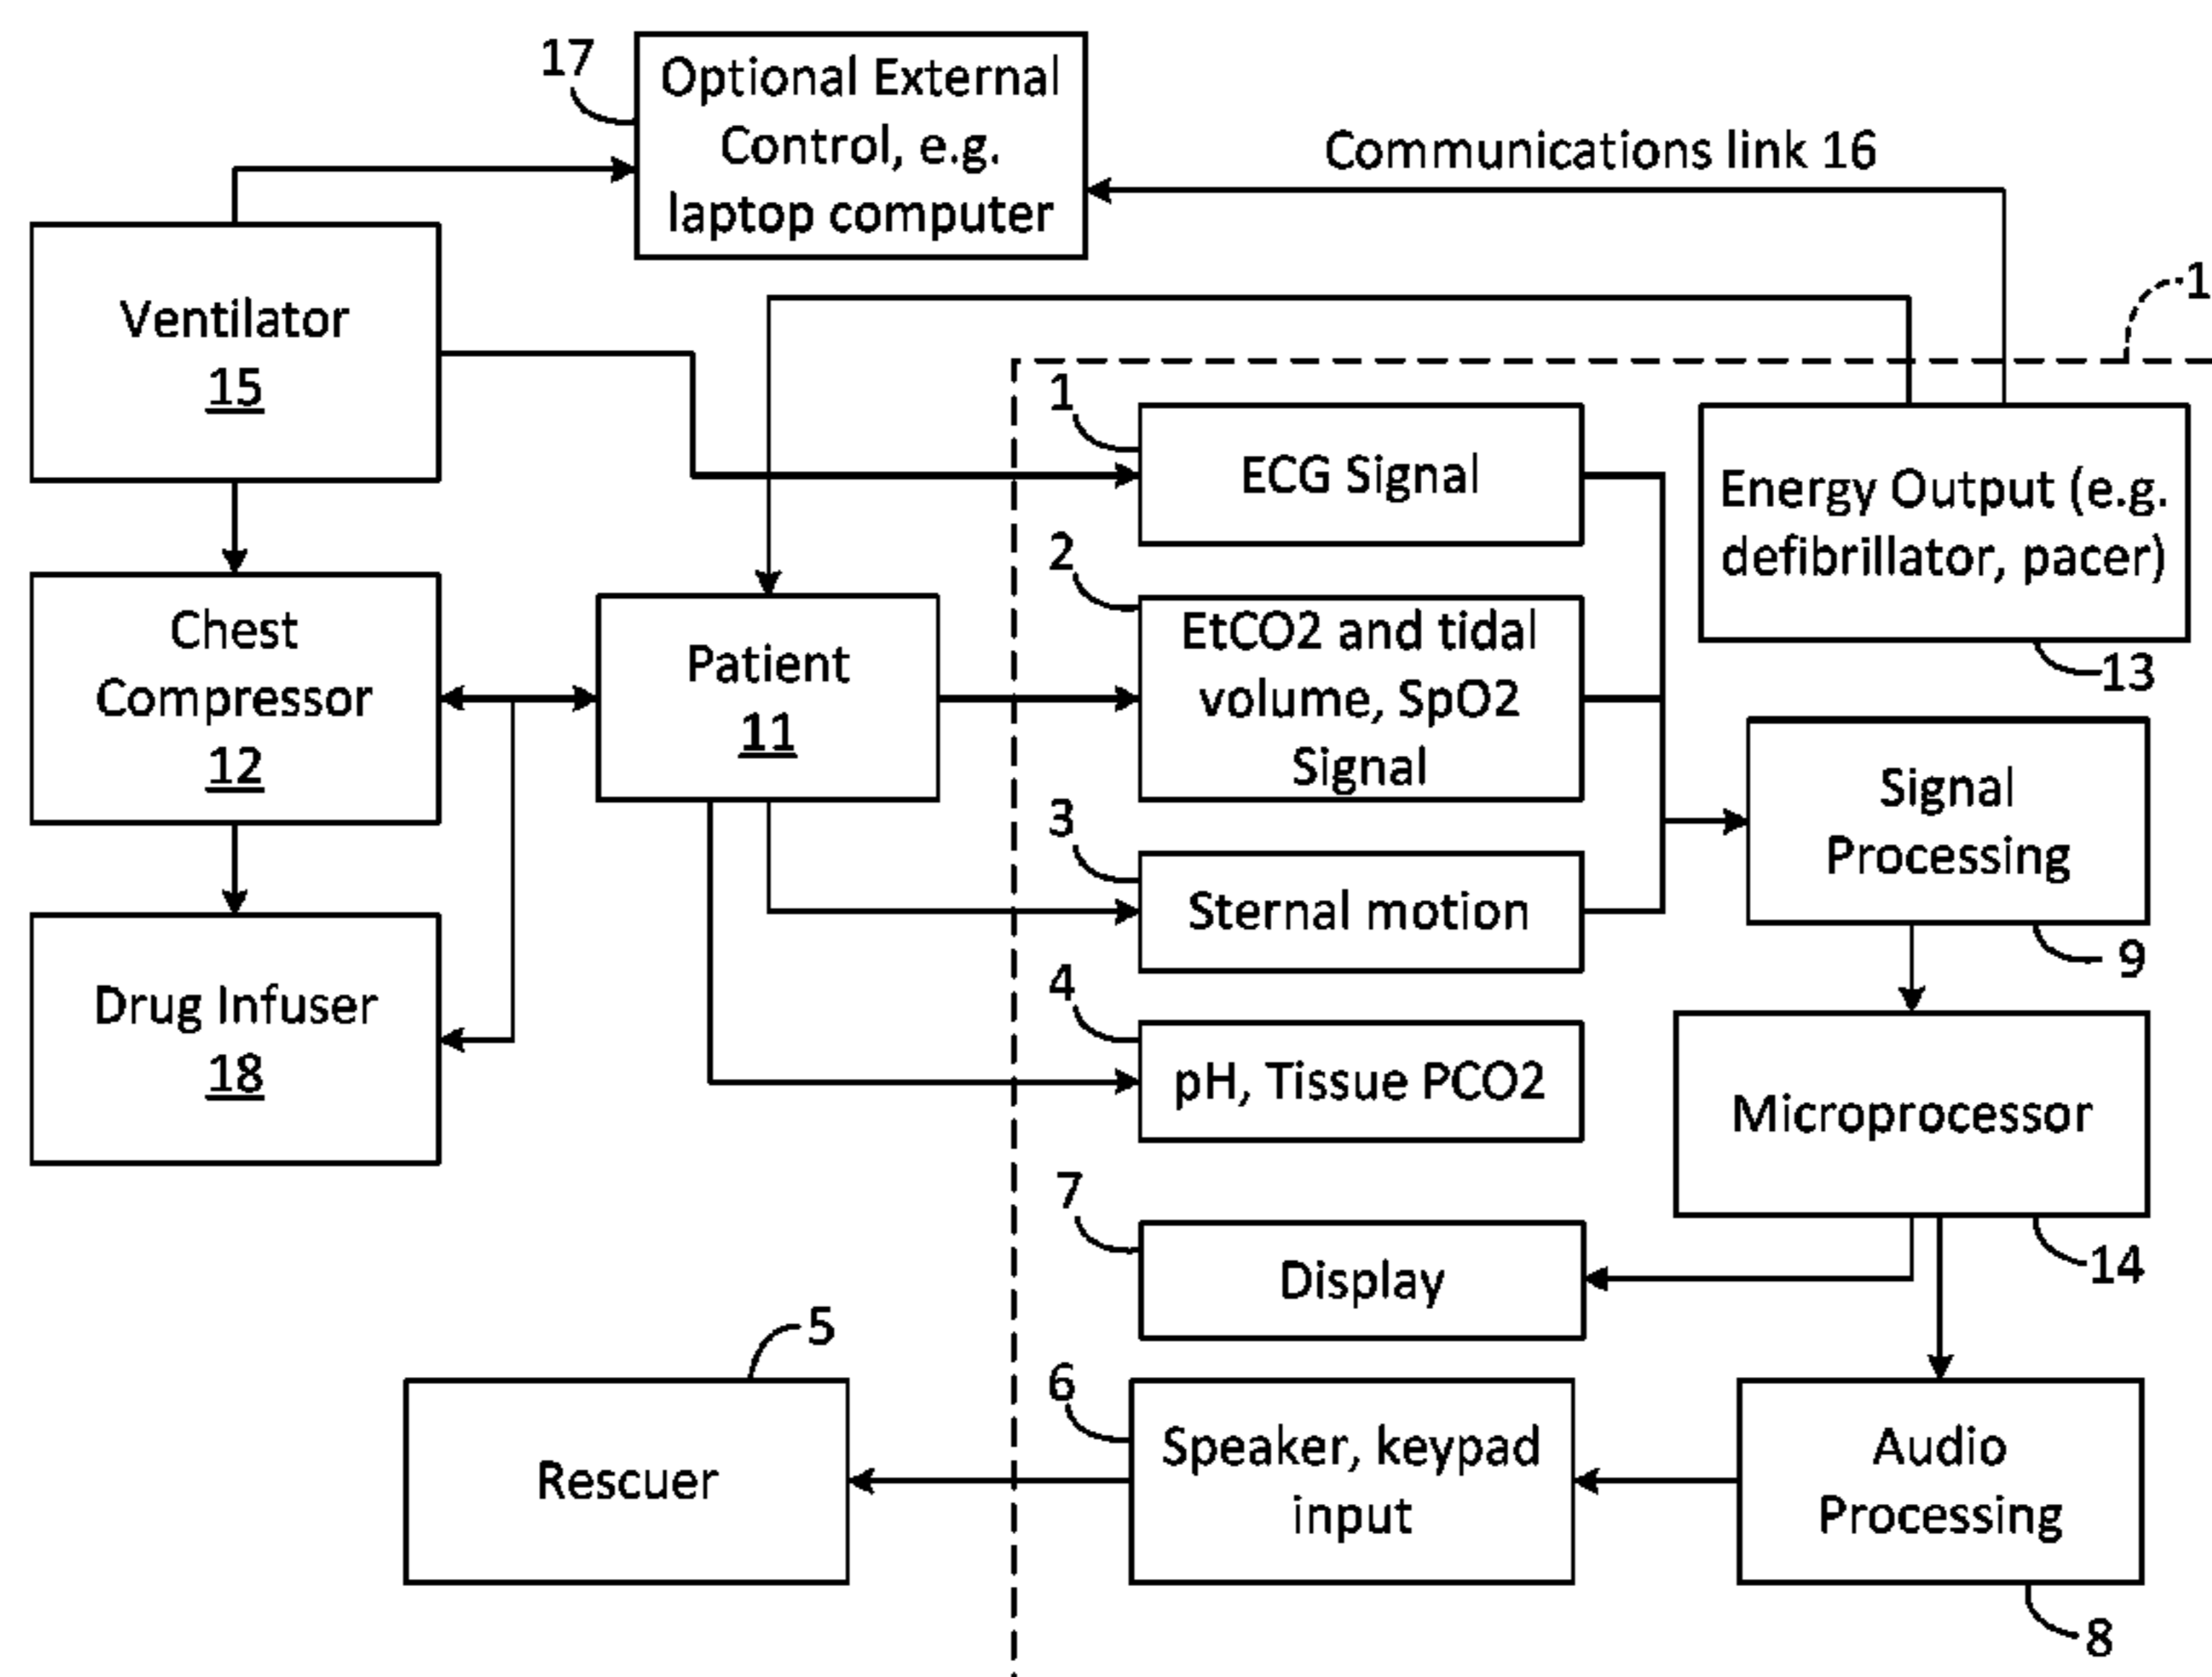 17
Optional External
Control, e.g.
laptop computer
Communications link 16
Ventilator
15
1
1
ECG Signal
Energy Output (e.g.
defibrillator, pacer)
13
2
EtCO2 and tidal
volume, SpO2
Signal
Chest
Compressor
12
Patient
11
Signal
Processing
9
3
Sternal motion
Drug Infuser
18
4
pH, Tissue PCO2
Microprocessor
14
7
Display
5
Rescuer
6
Speaker, keypad
input
Audio
Processing
8